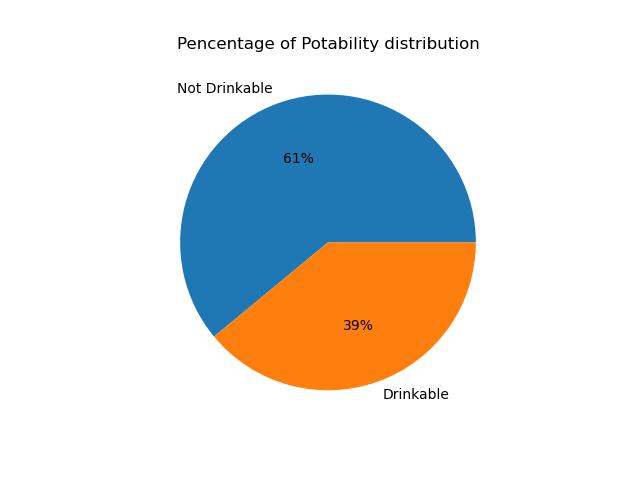 Pencentage of Potability distribution
Not Drinkable
61%
39%
Drinkable